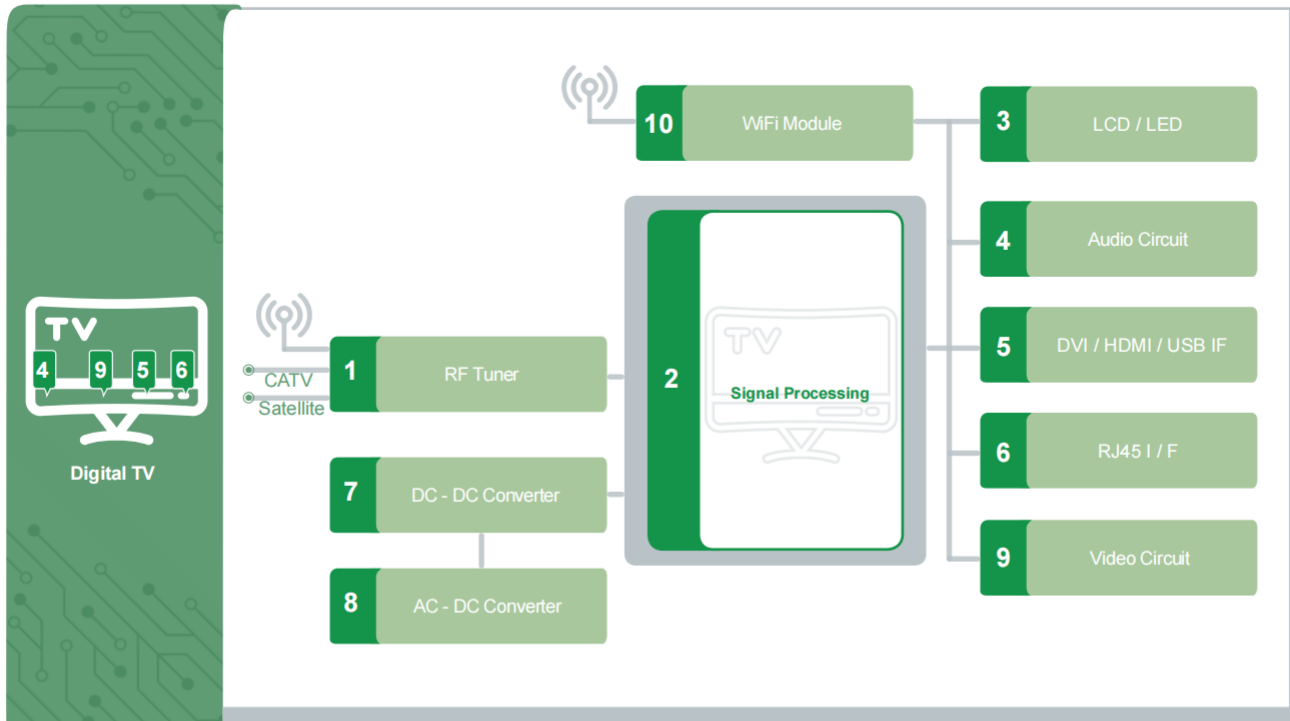 TV
4 9 5 6
Digital TV
10 WiFi Module
1 RF Tuner
CATV
Satellite
7 DC - DC Converter
8 AC - DC Converter
2
TV
Signal Processing
3 LCD / LED
4 Audio Circuit
5 DVI / HDMI / USB IF
6 RJ45 I / F
9 Video Circuit